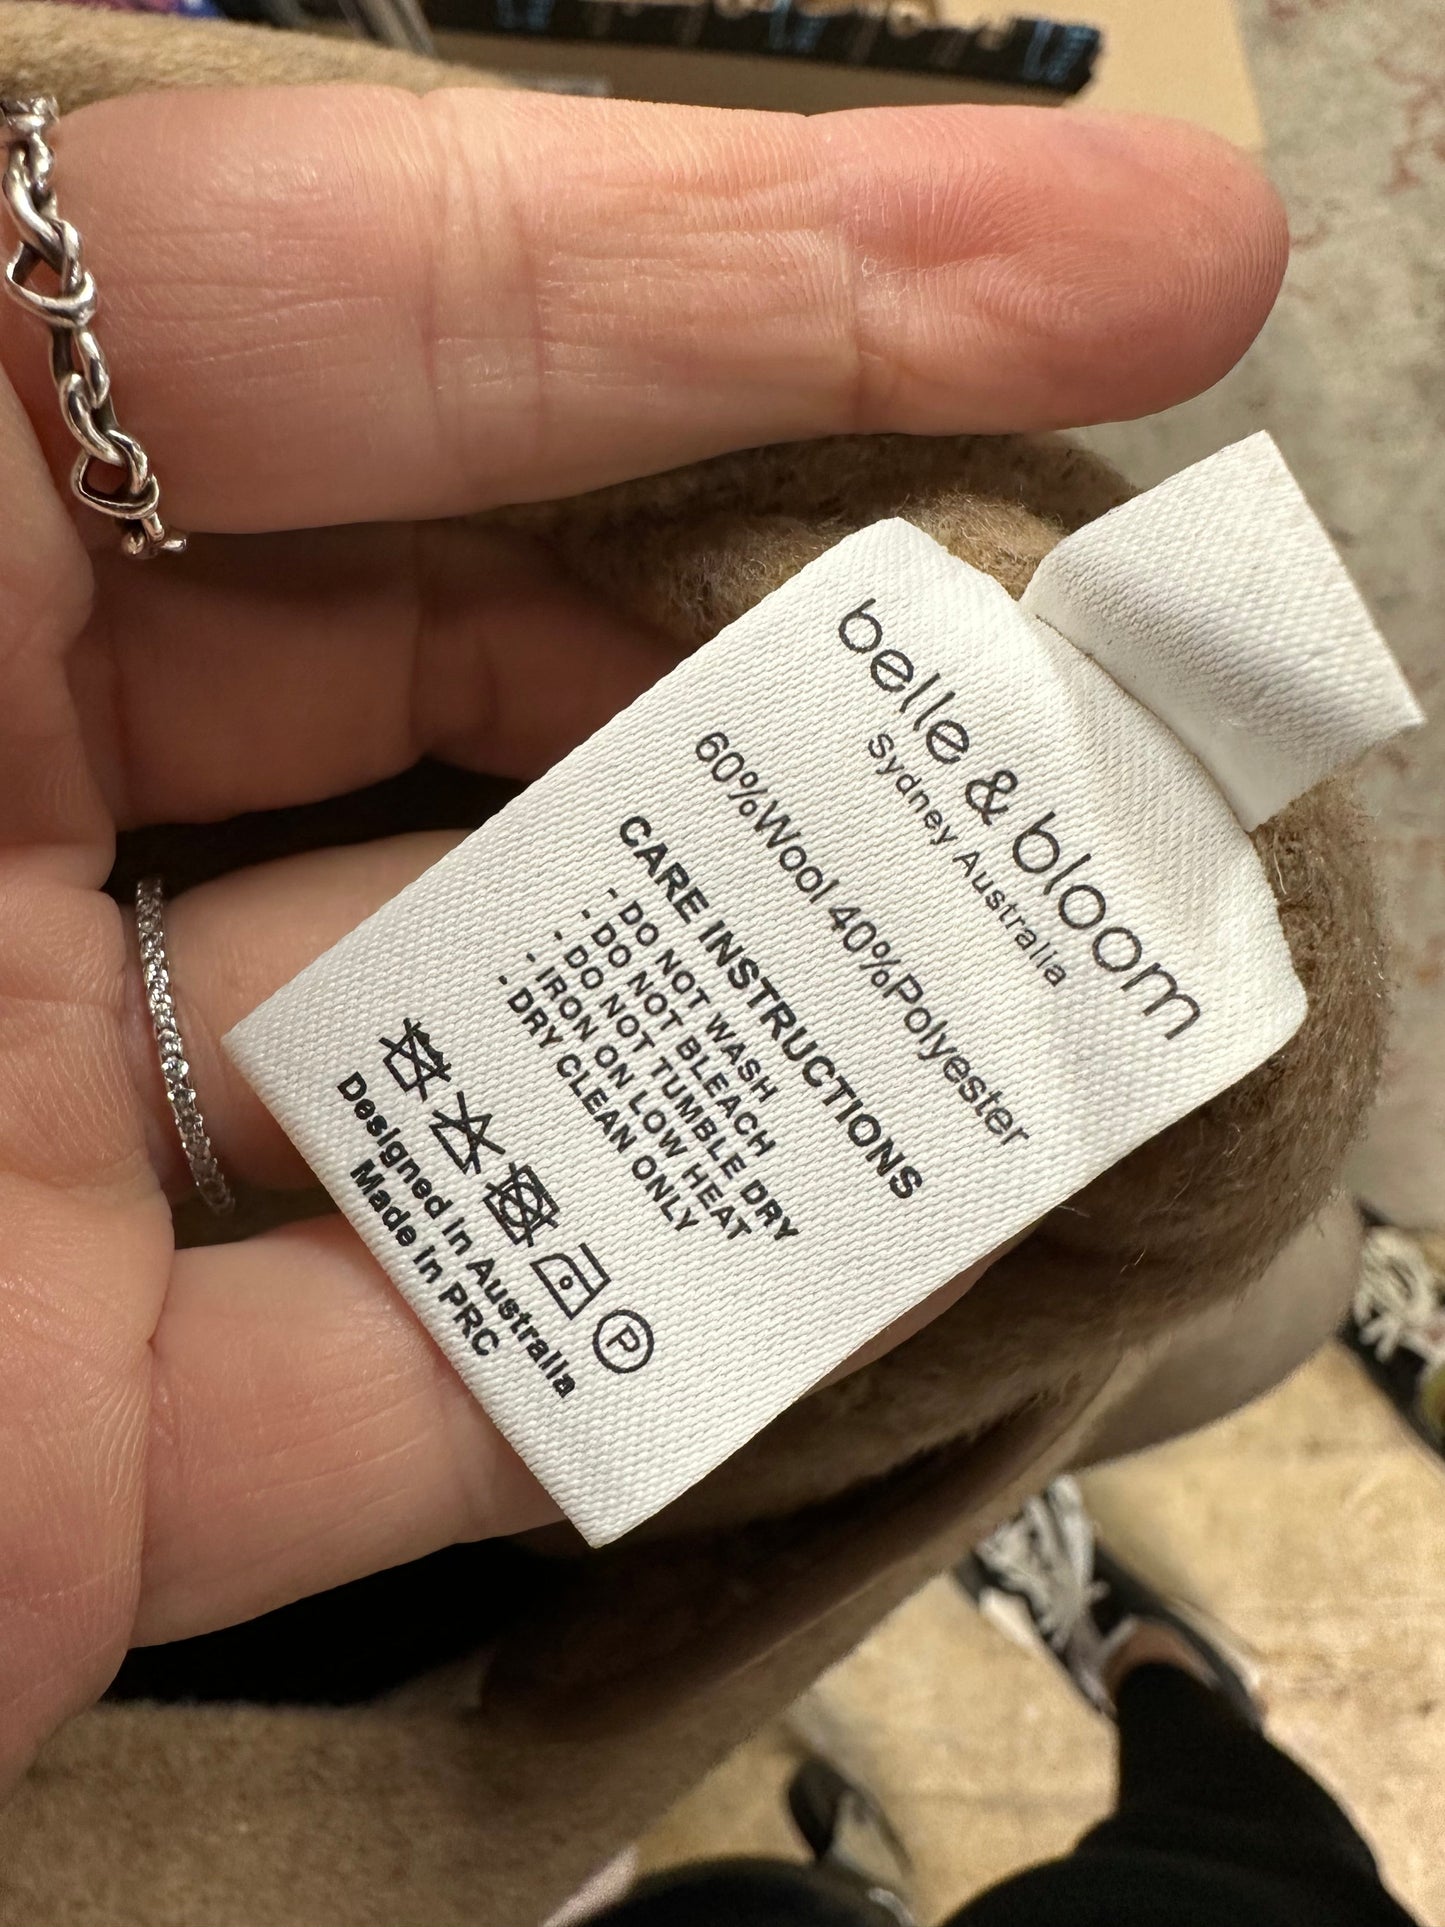 belle & bloom
Sydney Australia
60%Wool 40%Polyester
CARE INSTRUCTIONS
- DO NOT WASH
- DO NOT BLEACH
- DO NOT TUMBLE DRY
- IRON ON LOW HEAT
- DRY CLEAN ONLY
P
Designed in Australia
Made in PRC